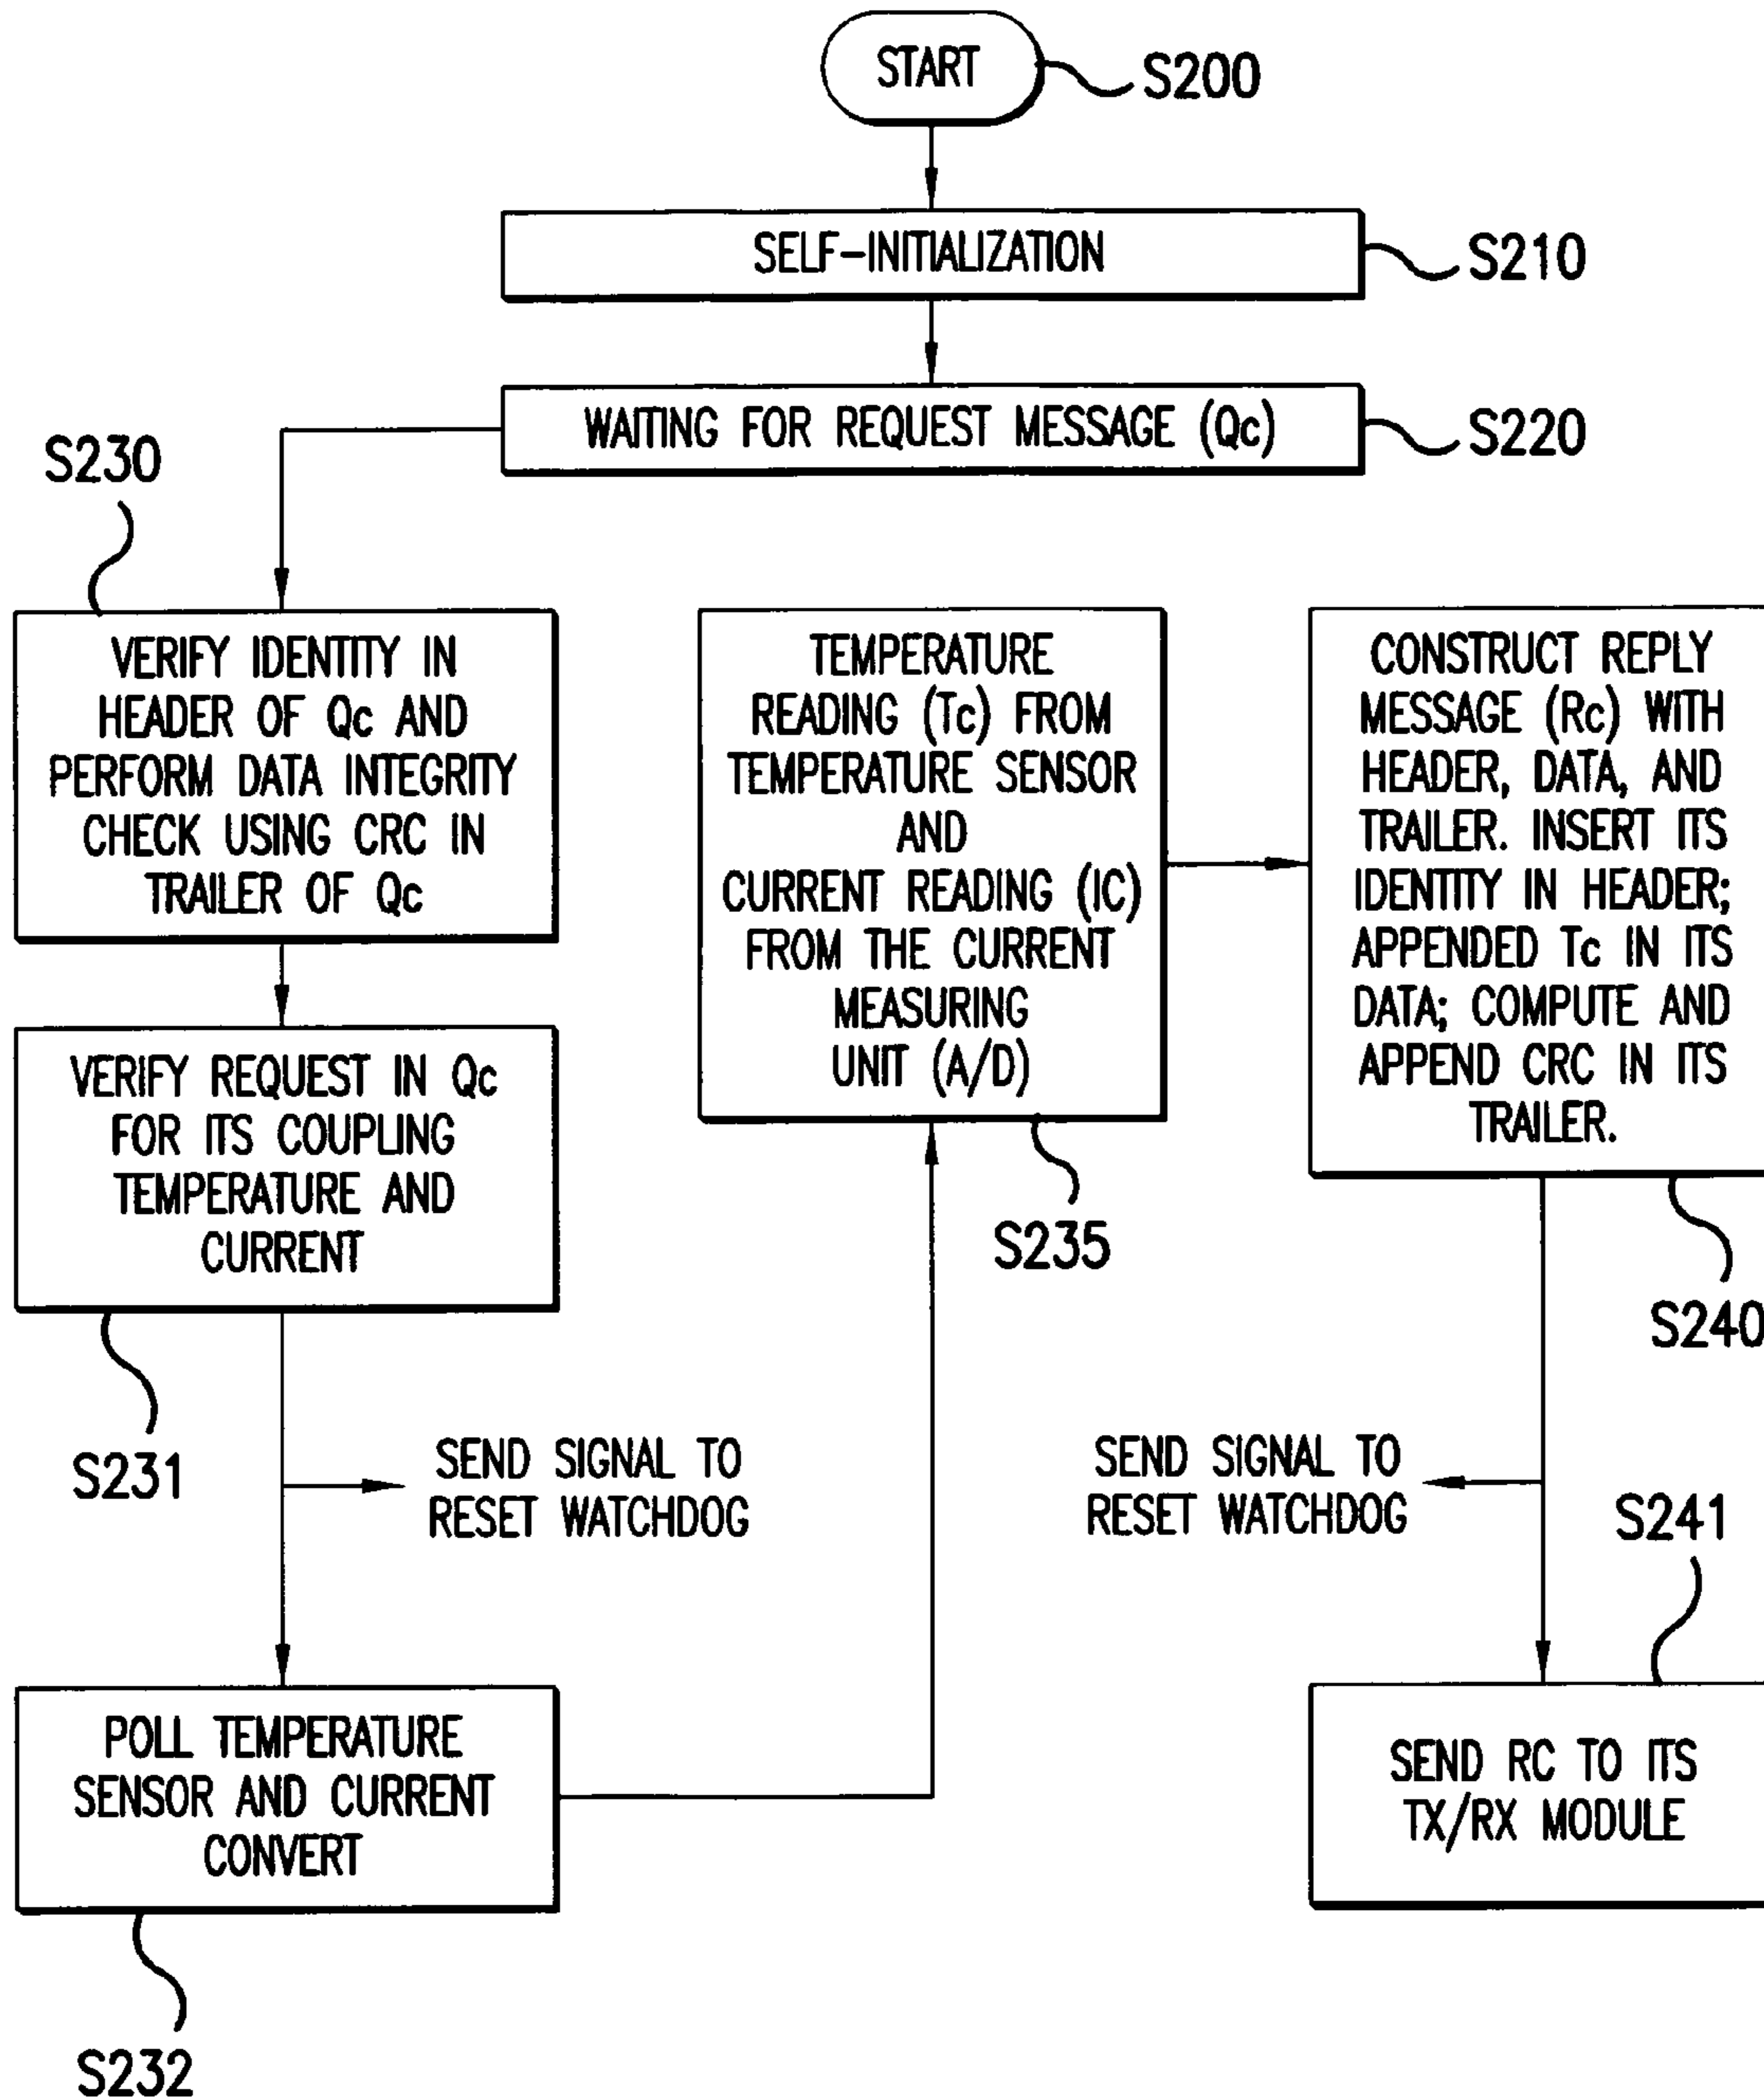 START
S200
SELF-INITIALIZATION
S210
WAITING FOR REQUEST MESSAGE (Qc)
S220
S230
VERIFY IDENTITY IN
HEADER OF Qc AND
PERFORM DATA INTEGRITY
CHECK USING CRC IN
TRAILER OF Qc
VERIFY REQUEST IN Qc
FOR ITS COUPLING
TEMPERATURE AND
CURRENT
S231
SEND SIGNAL TO
RESET WATCHDOG
POLL TEMPERATURE
SENSOR AND CURRENT
CONVERT
S232
TEMPERATURE
READING (Tc) FROM
TEMPERATURE SENSOR
AND
CURRENT READING (IC)
FROM THE CURRENT
MEASURING
UNIT (A/D)
S235
CONSTRUCT REPLY
MESSAGE (Rc) WITH
HEADER, DATA, AND
TRAILER. INSERT ITS
IDENTITY IN HEADER;
APPENDED Tc IN ITS
DATA; COMPUTE AND
APPEND CRC IN ITS
TRAILER.
S240
SEND SIGNAL TO
RESET WATCHDOG
S241
SEND RC TO ITS
TX/RX MODULE